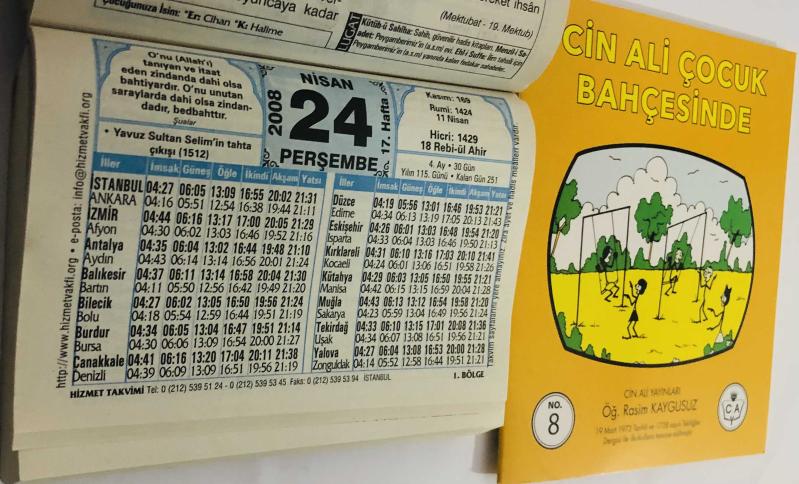 yuncaya kadar
Çocuğunuza İsim: *Er: Cihan *K: Halime
(Mektubat - 19. Mektub)
LUGAT
Kütüb-ü Sahiha: Sahih, güvenilir hadis kitapları. Menzil-i Sa-
O'nu (Allah'ı)
tanıyan ve itaat
eden zindanda dahi olsa
bahtiyardır. O'nu unutan
saraylarda dahi olsa zindan-
dadır, bedbahttır.
Şualar
• Yavuz Sultan Selim'in tahta
çıkışı (1512)
NİSAN
2008
24
17. Hafta
PERŞEMBE
Kasım: 169
Rumi: 1424
11 Nisan
Hicri: 1429
18 Rebi-ül Ahir
4. Ay • 30 Gün
Yılın 115. Günü • Kalan Gün 251
İller İmsak Güneş Öğle İkindi Akşam Yatsı
İSTANBUL 04:27 06:05 13:09 16:55 20:02 21:31
ANKARA 04:16 05:51 12:54 16:38 19:44 21:11
İZMİR 04:44 06:16 13:17 17:00 20:05 21:29
Afyon 04:30 06:02 13:03 16:46 19:52 21:16
Antalya 04:35 06:04 13:02 16:44 19:48 21:10
Aydın 04:43 06:14 13:14 16:56 20:01 21:24
Balıkesir 04:37 06:11 13:14 16:58 20:04 21:30
Bartın 04:11 05:50 12:56 16:42 19:49 21:20
Bilecik 04:27 06:02 13:05 16:50 19:56 21:24
Bolu 04:18 05:54 12:59 16:44 19:51 21:19
Burdur 04:34 06:05 13:04 16:47 19:51 21:14
Bursa 04:30 06:06 13:09 16:54 20:00 21:27
Çanakkale 04:41 06:16 13:20 17:04 20:11 21:38
Denizli 04:39 06:09 13:09 16:51 19:56 21:19
İller İmsak Güneş Öğle İkindi Akşam Yatsı
Düzce 04:19 05:56 13:01 16:46 19:53 21:21
Edirne 04:34 06:13 13:19 17:05 20:13 21:43
Eskişehir 04:26 06:01 13:03 16:48 19:54 21:20
Isparta 04:33 06:04 13:03 16:46 19:50 21:13
Kırklareli 04:31 06:10 13:16 17:03 20:10 21:41
Kocaeli 04:24 06:01 13:06 16:51 19:58 21:26
Kütahya 04:29 06:03 13:05 16:50 19:55 21:21
Manisa 04:42 06:15 13:15 16:59 20:04 21:28
Muğla 04:43 06:13 13:12 16:54 19:58 21:20
Sakarya 04:23 05:59 13:04 16:49 19:56 21:24
Tekirdağ 04:33 06:10 13:15 17:01 20:08 21:36
Uşak 04:34 06:07 13:08 16:51 19:56 21:20
Yalova 04:27 06:04 13:08 16:53 20:00 21:28
Zonguldak 04:14 05:52 12:58 16:44 19:51 21:21
HİZMET TAKVİMİ Tel: 0 (212) 539 51 24 - 0 (212) 539 53 45 Faks: 0 (212) 539 53 94 İSTANBUL
1. BÖLGE
http://www.hizmetvakfi.org • e-posta: info@hizmetvakfi.org
Takvim sayfalarını yere atmayınız, zira ayet ve hadis mealleri vardır.
CİN ALİ ÇOCUK
BAHÇESİNDE
CİN ALİ YAYINLARI
Öğ. Rasim KAYGUSUZ
NO.
8